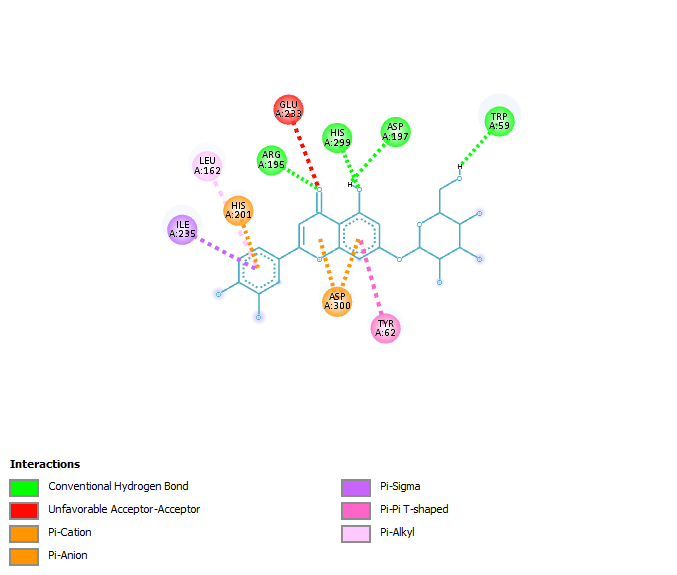 GLU
A:233
HIS
A:299
ASP
A:197
TRP
A:59
ARG
A:195
LEU
A:162
H
H
HIS
A:201
ILE
A:235
O
O
O
O
O
O
O
O
O
O
O
ASP
A:300
TYR
A:62
Interactions
Conventional Hydrogen Bond
Unfavorable Acceptor-Acceptor
Pi-Cation
Pi-Anion
Pi-Sigma
Pi-Pi T-shaped
Pi-Alkyl